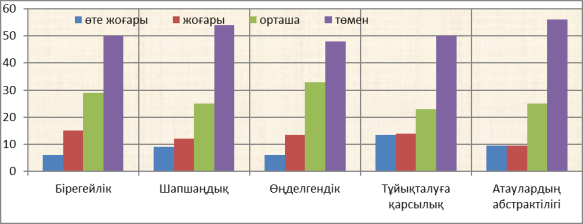 60
өте жоғары жоғары орташа төмен
50
40
30
20
10
0
Бірегейлік Шапшаңдық Өңделгендік Тұйықталуға Атаулардың
қарсылық абстрактілігі